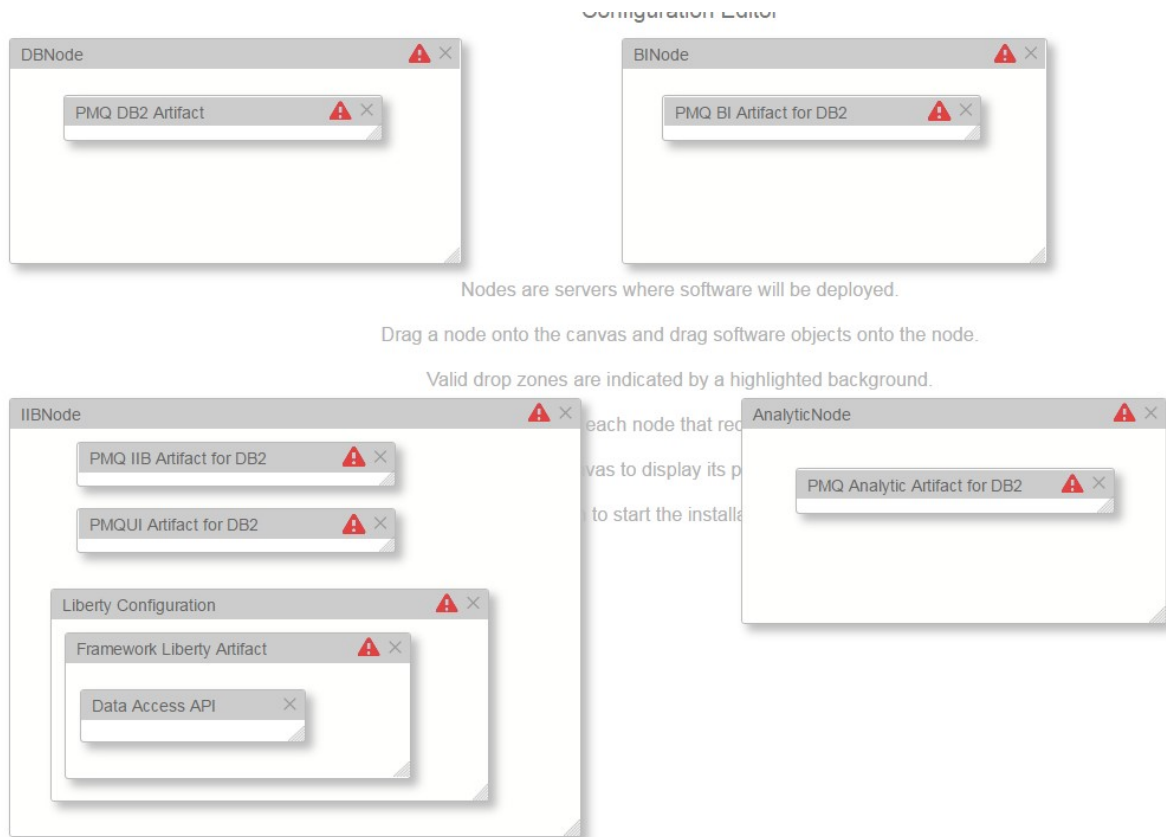 Configuration Editor
DBNode
BINode
PMQ DB2 Artifact
PMQ BI Artifact for DB2
Nodes are servers where software will be deployed.
Drag a node onto the canvas and drag software objects onto the node.
Valid drop zones are indicated by a highlighted background.
IIBNode
each node that rec
AnalyticNode
PMQ IIB Artifact for DB2
vas to display its p
PMQ Analytic Artifact for DB2
PMQUI Artifact for DB2
to start the installa
Liberty Configuration
Framework Liberty Artifact
Data Access API